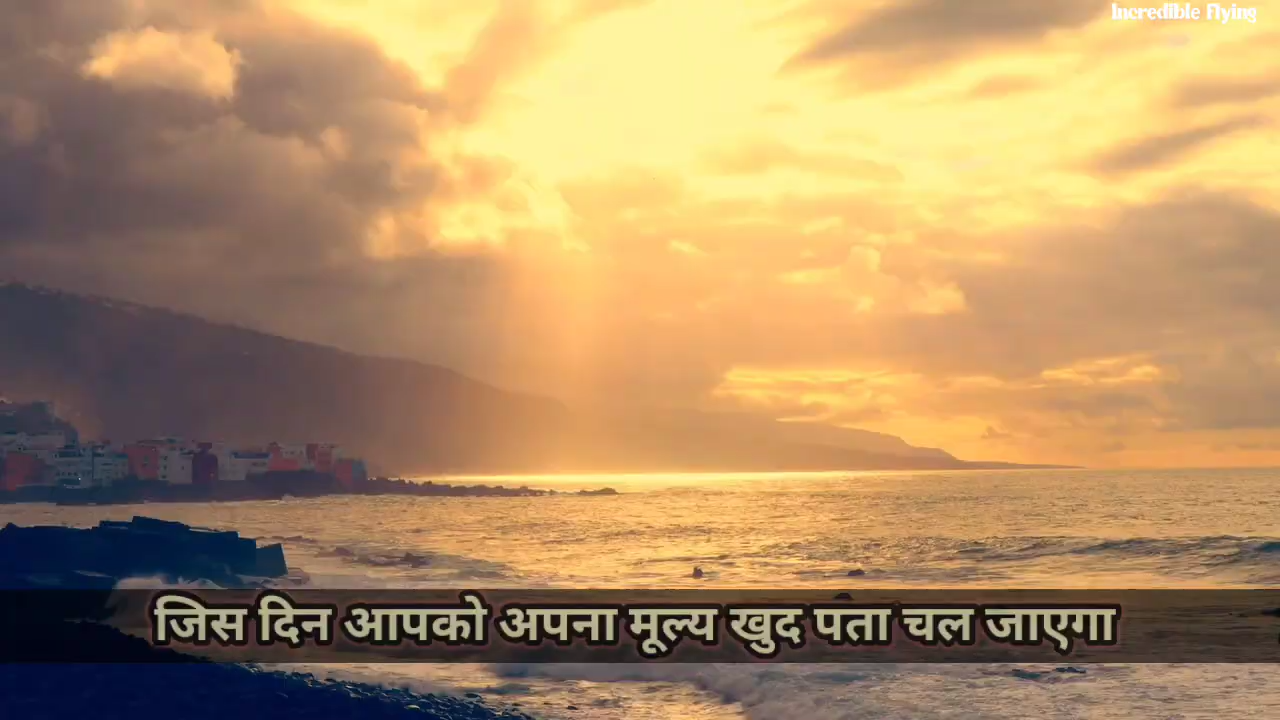 Incredible Flying
जिस दिन आपको अपना मूल्य खुद पता चल जाएगा